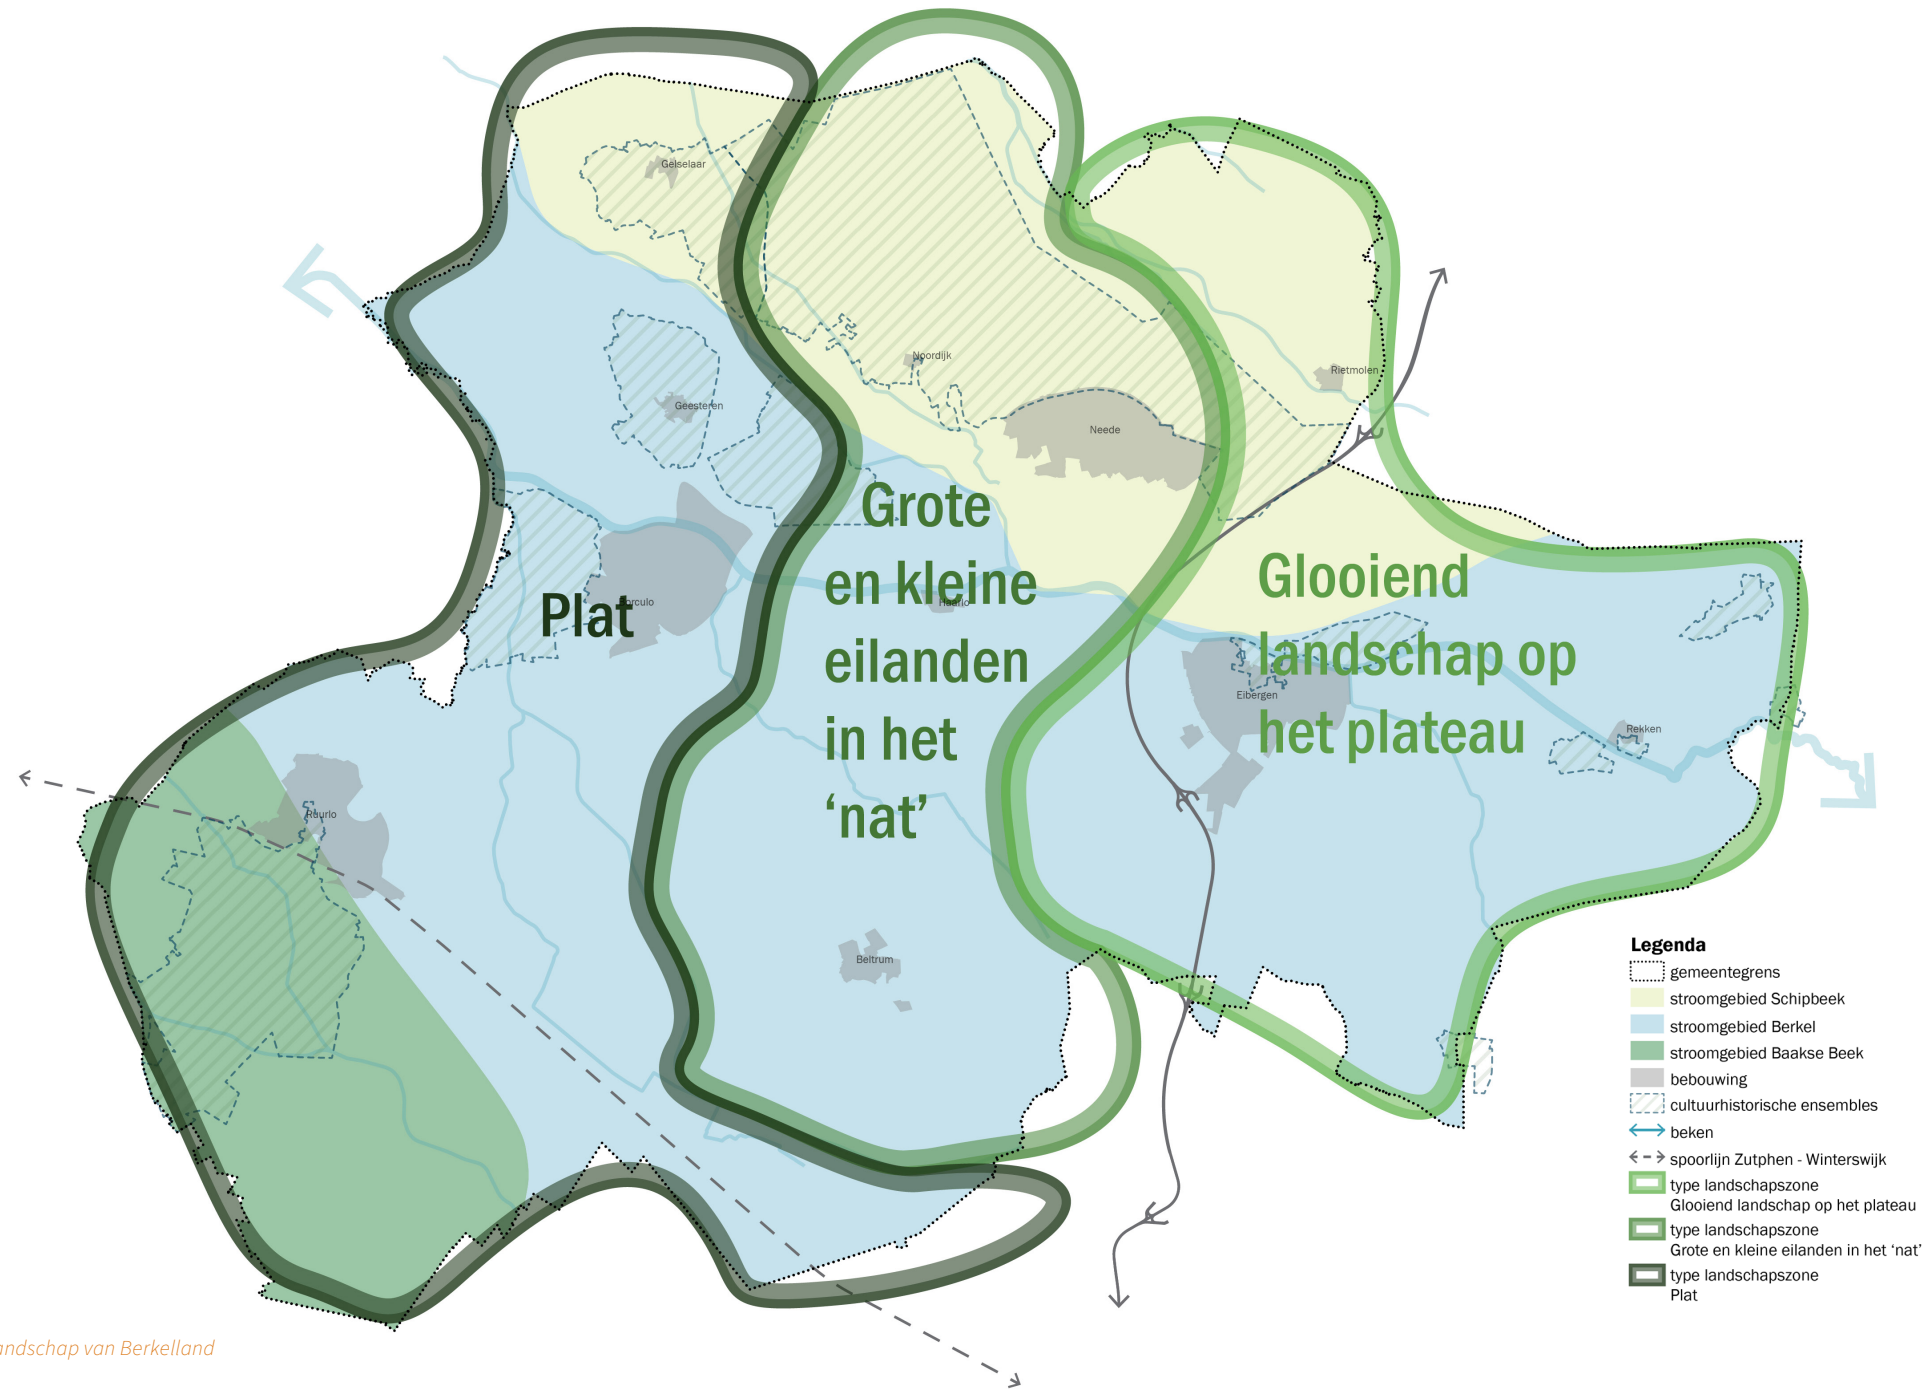 Gelselaar
Noordijk
Rietmolen
Geesteren
Neede
Grote
en kleine
eilanden
in het
‘nat’
Glooiend
landschap op
het plateau
Plat
Haarlo
Eibergen
Rekken
Ruurlo
Beltrum
Legenda
gemeentegrens
stroomgebied Schipbeek
stroomgebied Berkel
stroomgebied Baakse Beek
bebouwing
cultuurhistorische ensembles
beken
spoorlijn Zutphen - Winterswijk
type landschapszone
Glooiend landschap op het plateau
type landschapszone
Grote en kleine eilanden in het ‘nat’
type landschapszone
Plat
andschap van Berkelland